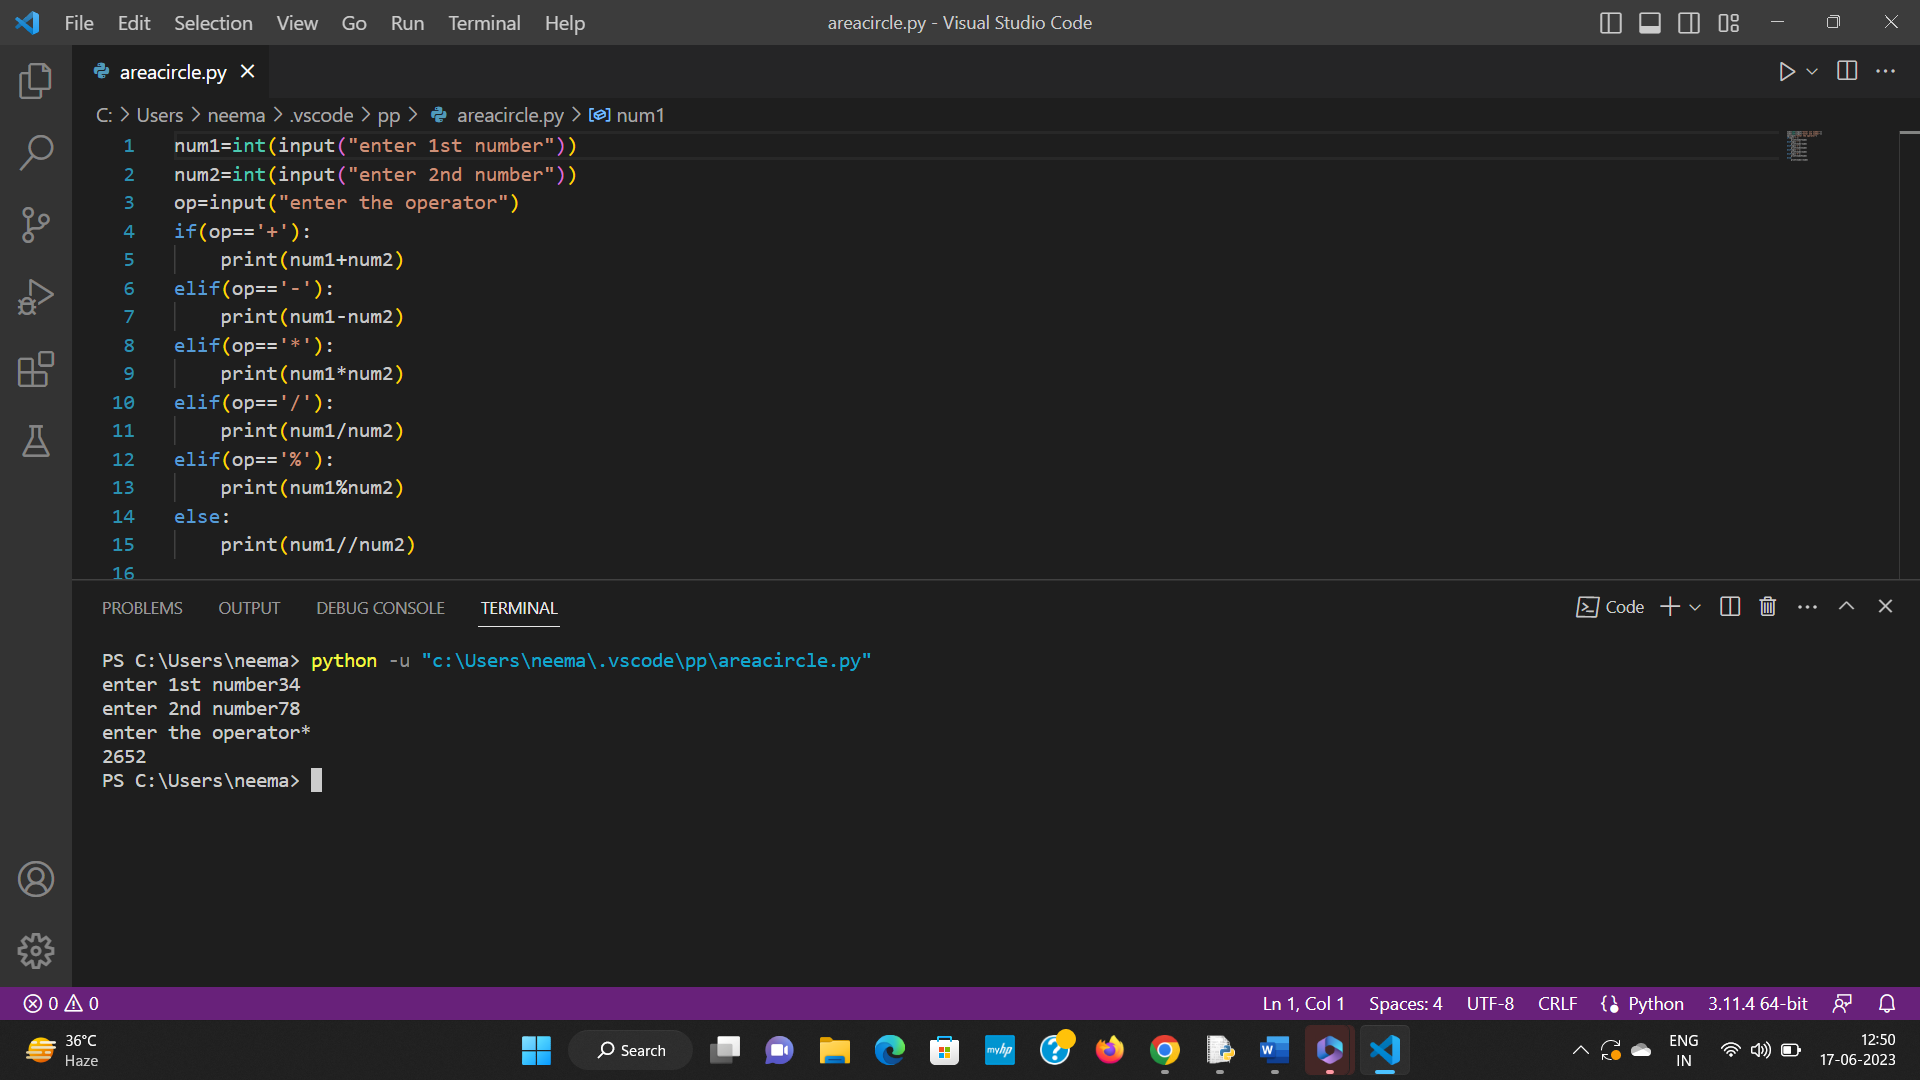 File Edit Selection View Go Run Terminal Help areacircle.py - Visual Studio Code
areacircle.py
C: > Users > neema > .vscode > pp > areacircle.py > num1
1 num1=int(input("enter 1st number"))
2 num2=int(input("enter 2nd number"))
3 op=input("enter the operator")
4 if(op=='+'):
5 print(num1+num2)
6 elif(op=='-'):
7 print(num1-num2)
8 elif(op=='*'):
9 print(num1*num2)
10 elif(op=='/'):
11 print(num1/num2)
12 elif(op=='%'):
13 print(num1%num2)
14 else:
15 print(num1//num2)
16
PROBLEMS OUTPUT DEBUG CONSOLE TERMINAL Code
PS C:\Users\neema> python -u "c:\Users\neema\.vscode\pp\areacircle.py"
enter 1st number34
enter 2nd number78
enter the operator*
2652
PS C:\Users\neema>
0 0 Ln 1, Col 1 Spaces: 4 UTF-8 CRLF Python 3.11.4 64-bit
36°C
Haze
Search
myhp
ENG
IN
12:50
17-06-2023